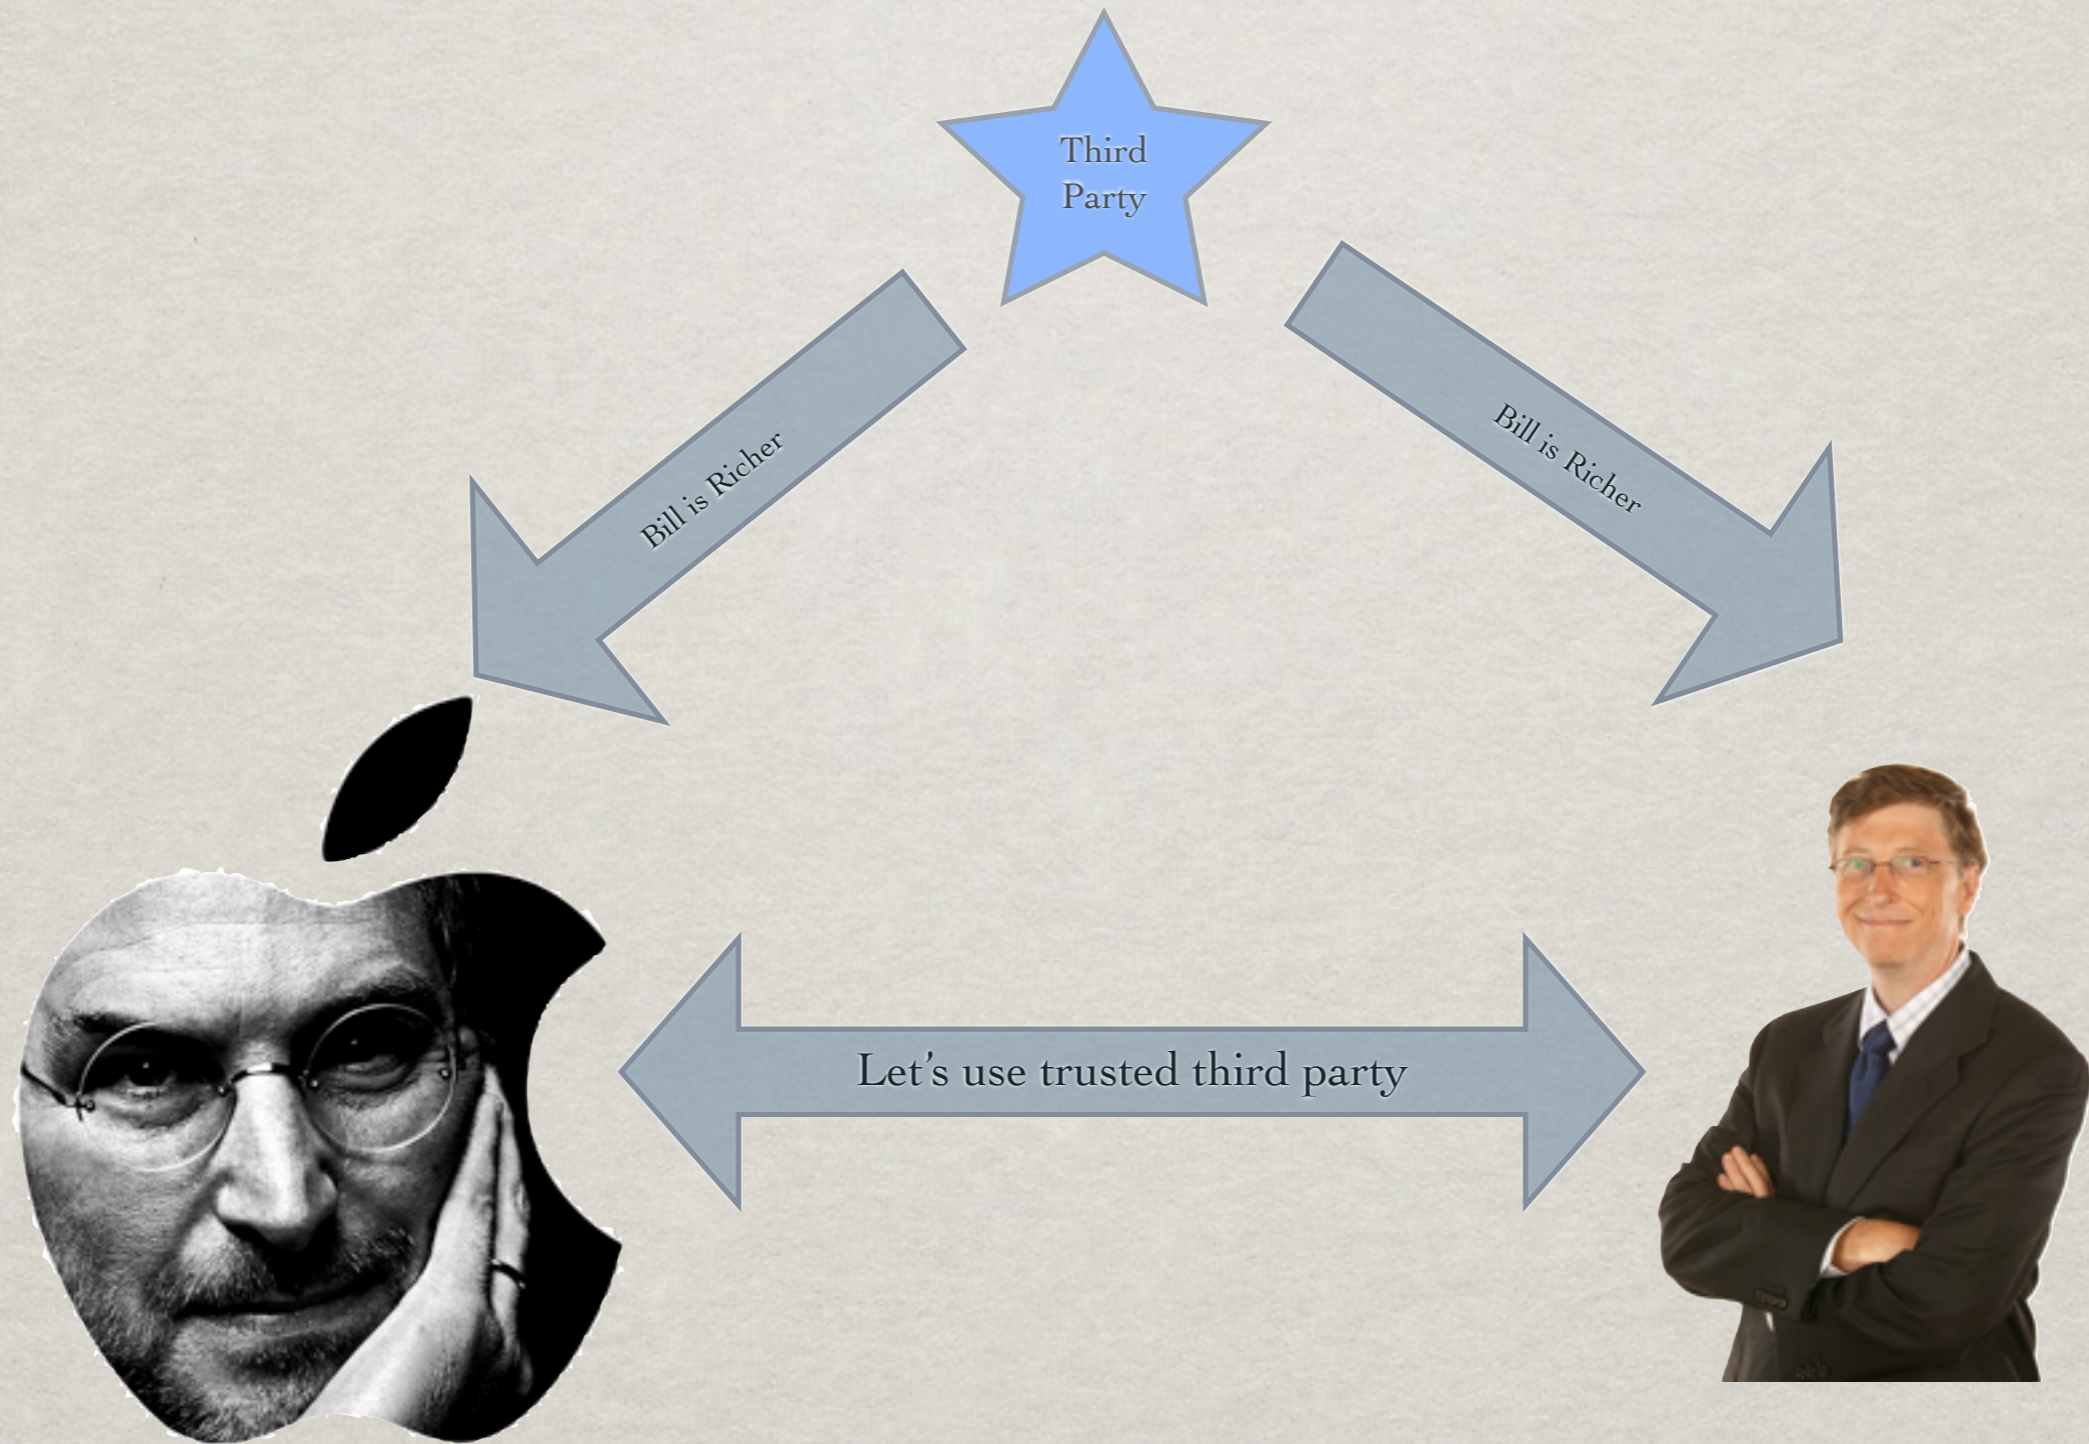 Third
Party
Bill is Richer
Bill is Richer
Let's use trusted third party